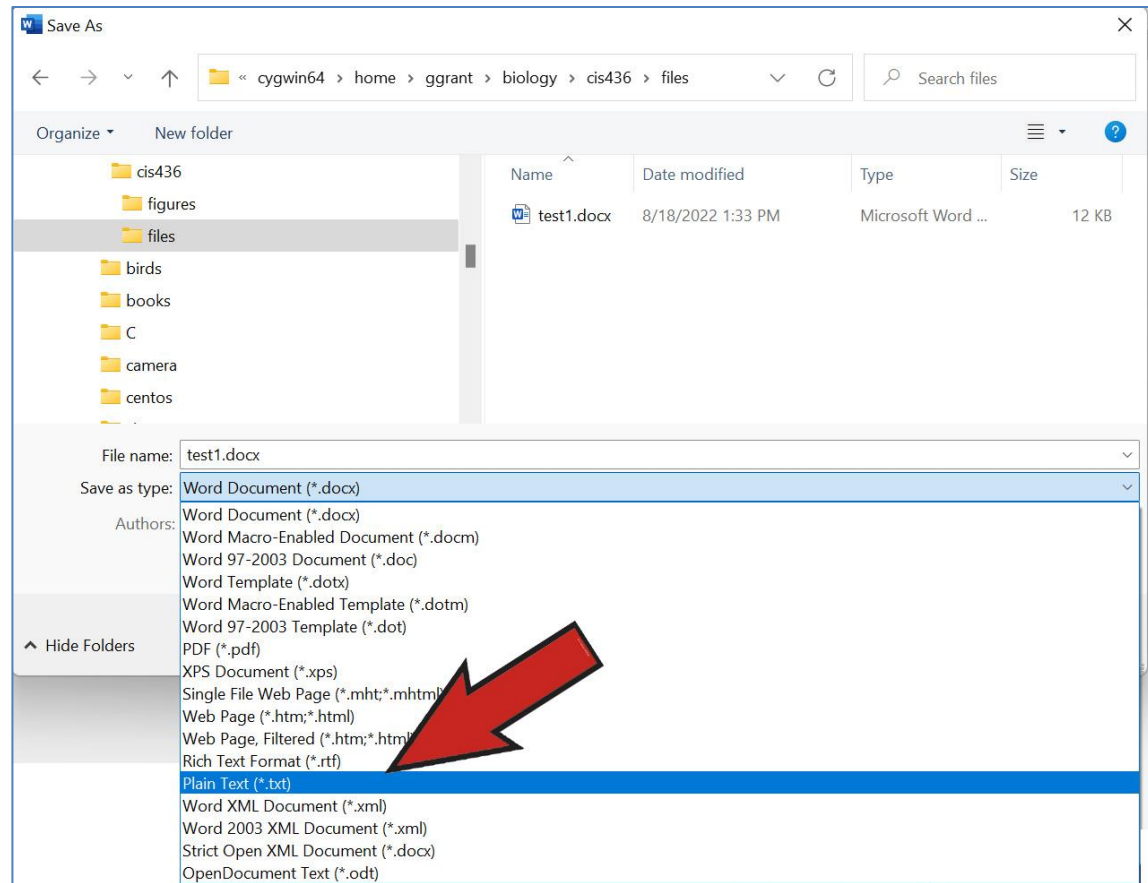 Save As
« cygwin64 › home › ggrant › biology › cis436 › files
Search files
Organize
New folder
cis436
figures
files
birds
books
C
camera
centos
Name Date modified Type Size
test1.docx 8/18/2022 1:33 PM Microsoft Word ... 12 KB
File name: test1.docx
Save as type: Word Document (*.docx)
Authors:
Word Document (*.docx)
Word Macro-Enabled Document (*.docm)
Word 97-2003 Document (*.doc)
Word Template (*.dotx)
Word Macro-Enabled Template (*.dotm)
Word 97-2003 Template (*.dot)
Hide Folders
PDF (*.pdf)
XPS Document (*.xps)
Single File Web Page (*.mht;*.mhtml)
Web Page (*.htm;*.html)
Web Page, Filtered (*.htm;*.html
Rich Text Format (*.rtf)
Plain Text (*.txt)
Word XML Document (*.xml)
Word 2003 XML Document (*.xml)
Strict Open XML Document (*.docx)
OpenDocument Text (*.odt)